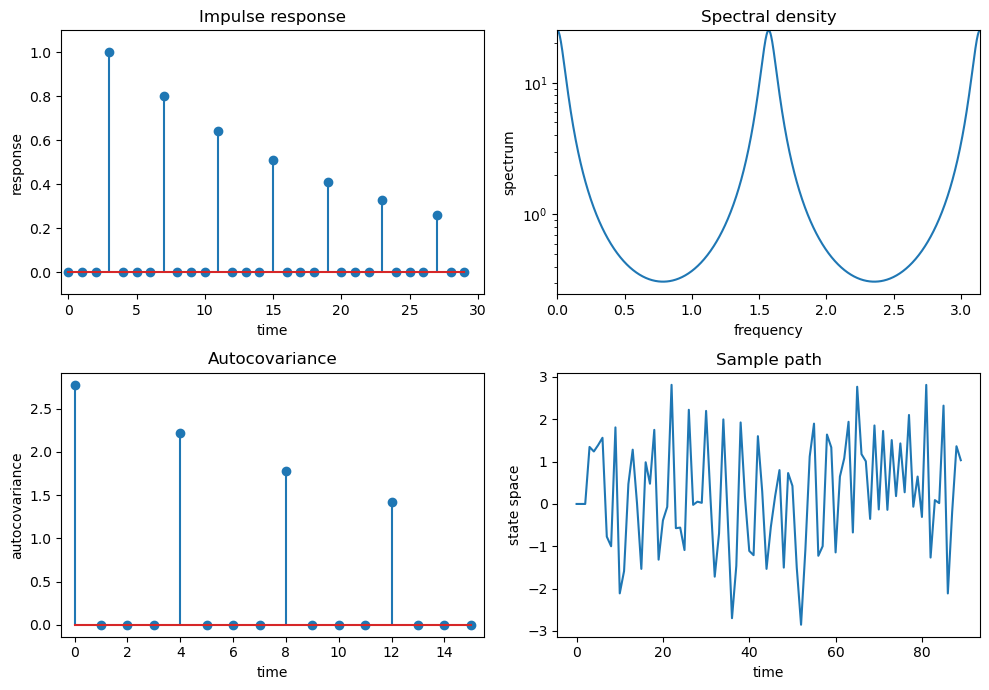 Impulse response
response
1.0
0.8
0.6
0.4
0.2
0.0
0 5 10 15 20 25 30
time
Spectral density
spectrum
10¹
10⁰
0.0 0.5 1.0 1.5 2.0 2.5 3.0
frequency
Autocovariance
autocovariance
2.5
2.0
1.5
1.0
0.5
0.0
0 2 4 6 8 10 12 14
time
Sample path
state space
3
2
1
0
−1
−2
−3
0 20 40 60 80
time